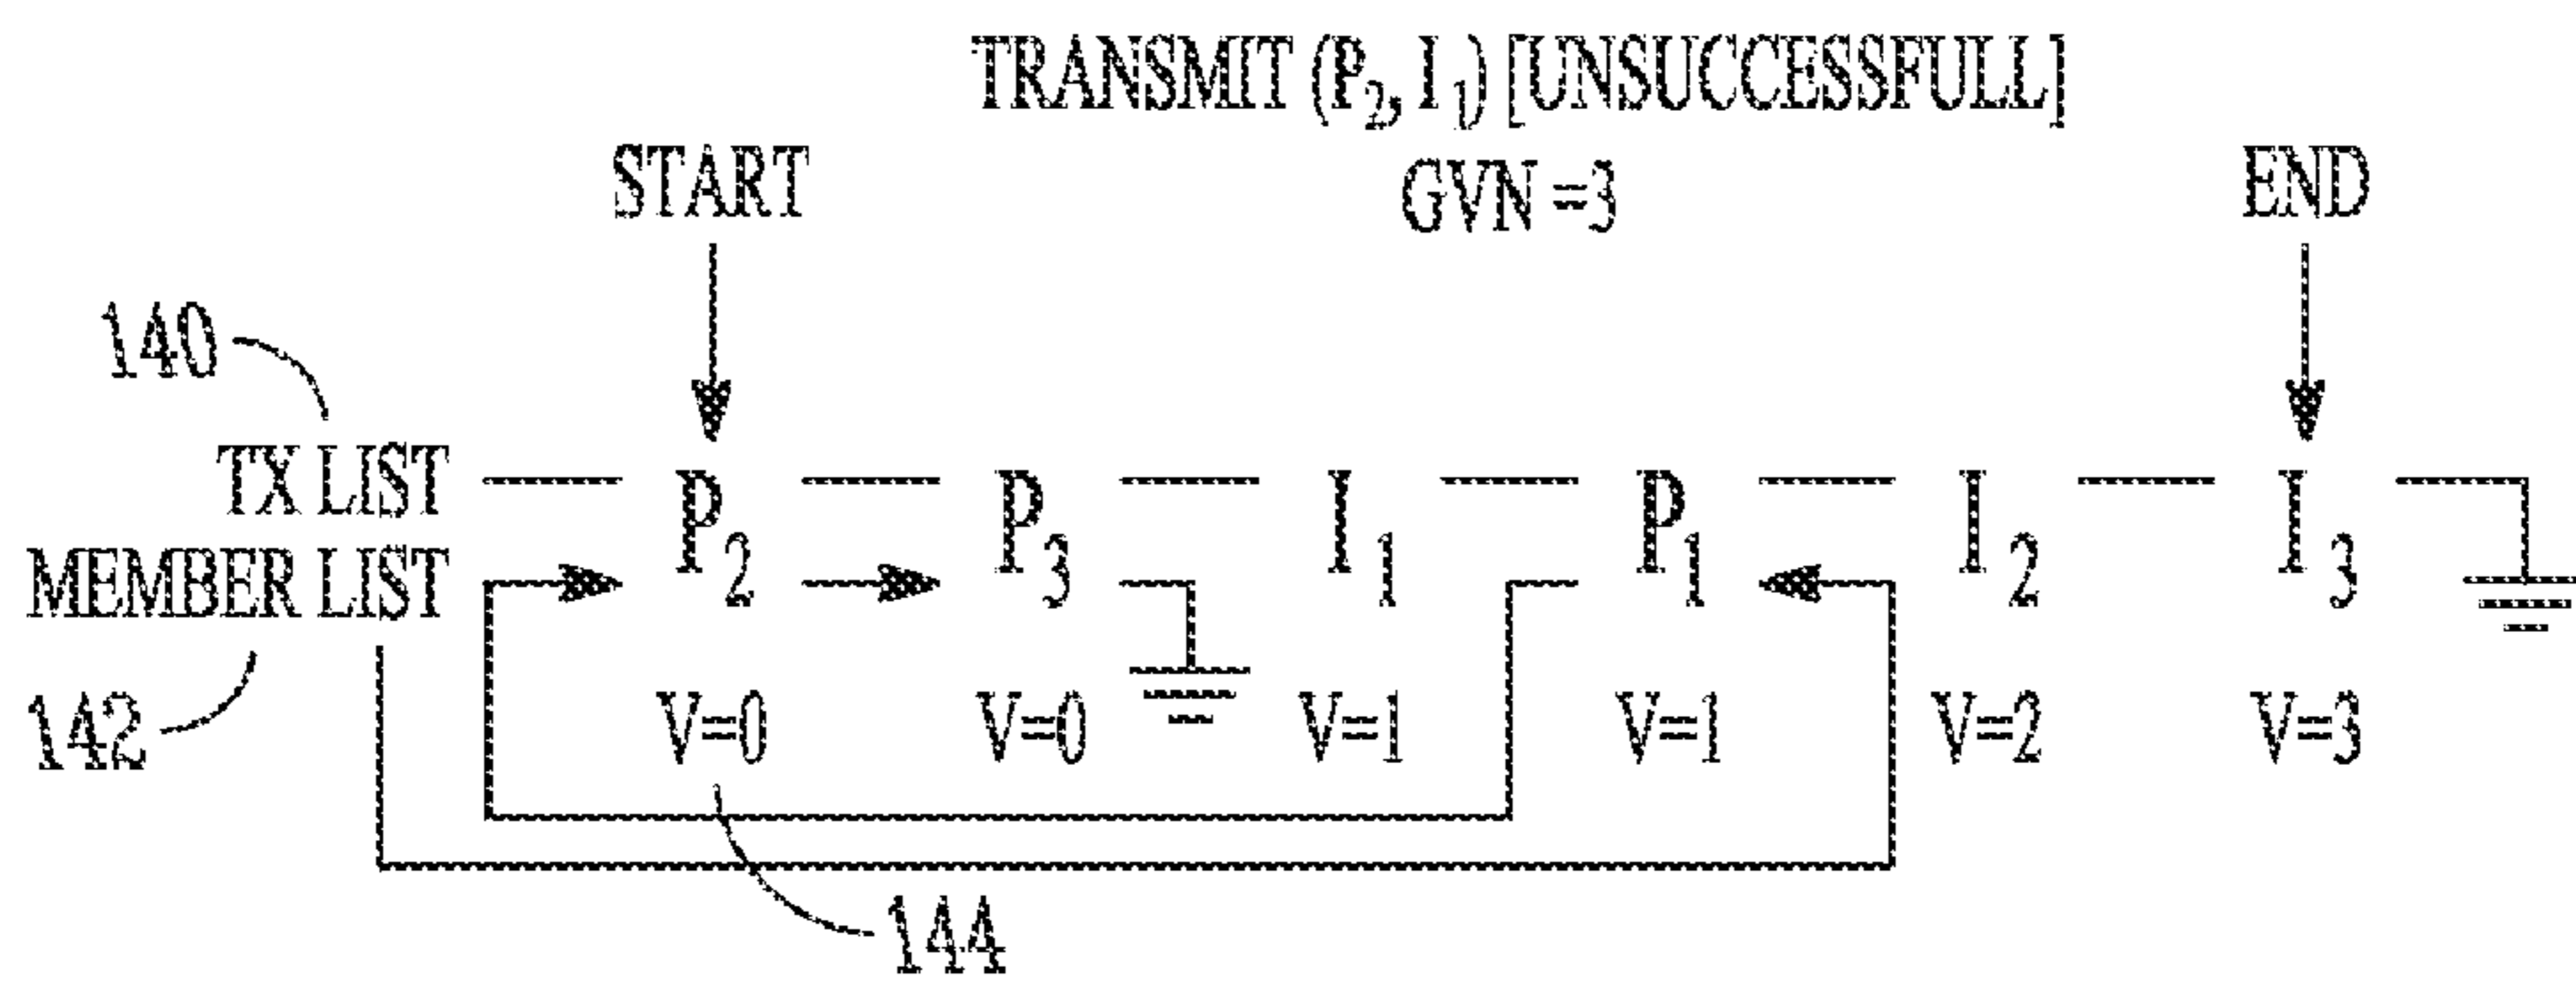 TRANSMIT (P2, I1) [UNSUCCESSFULL]
START
GVN =3
END
140
TX LIST
P2 P3 I1 P1 I2 I3
MEMBER LIST
142
V=0 V=0 V=1 V=1 V=2 V=3
144